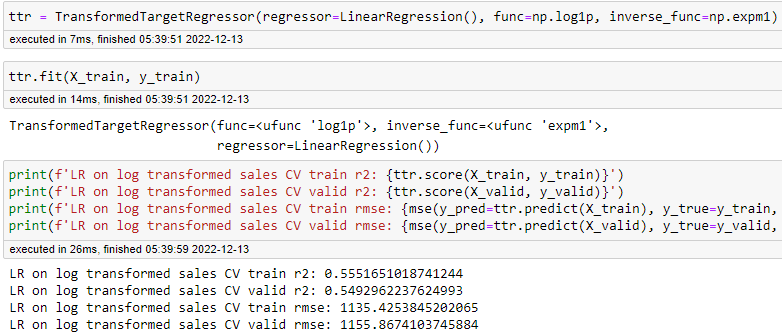 ttr = TransformedTargetRegressor(regressor=LinearRegression(), func=np.log1p, inverse_func=np.expm1)
executed in 7ms, finished 05:39:51 2022-12-13
ttr.fit(X_train, y_train)
executed in 14ms, finished 05:39:51 2022-12-13
TransformedTargetRegressor(func=<ufunc 'log1p'>, inverse_func=<ufunc 'expm1'>,
regressor=LinearRegression())
print(f'LR on log transformed sales CV train r2: {ttr.score(X_train, y_train)}')
print(f'LR on log transformed sales CV valid r2: {ttr.score(X_valid, y_valid)}')
print(f'LR on log transformed sales CV train rmse: {mse(y_pred=ttr.predict(X_train), y_true=y_train,
print(f'LR on log transformed sales CV valid rmse: {mse(y_pred=ttr.predict(X_valid), y_true=y_valid,
executed in 26ms, finished 05:39:59 2022-12-13
LR on log transformed sales CV train r2: 0.5551651018741244
LR on log transformed sales CV valid r2: 0.5492962237624993
LR on log transformed sales CV train rmse: 1135.4253845202065
LR on log transformed sales CV valid rmse: 1155.8674103745884